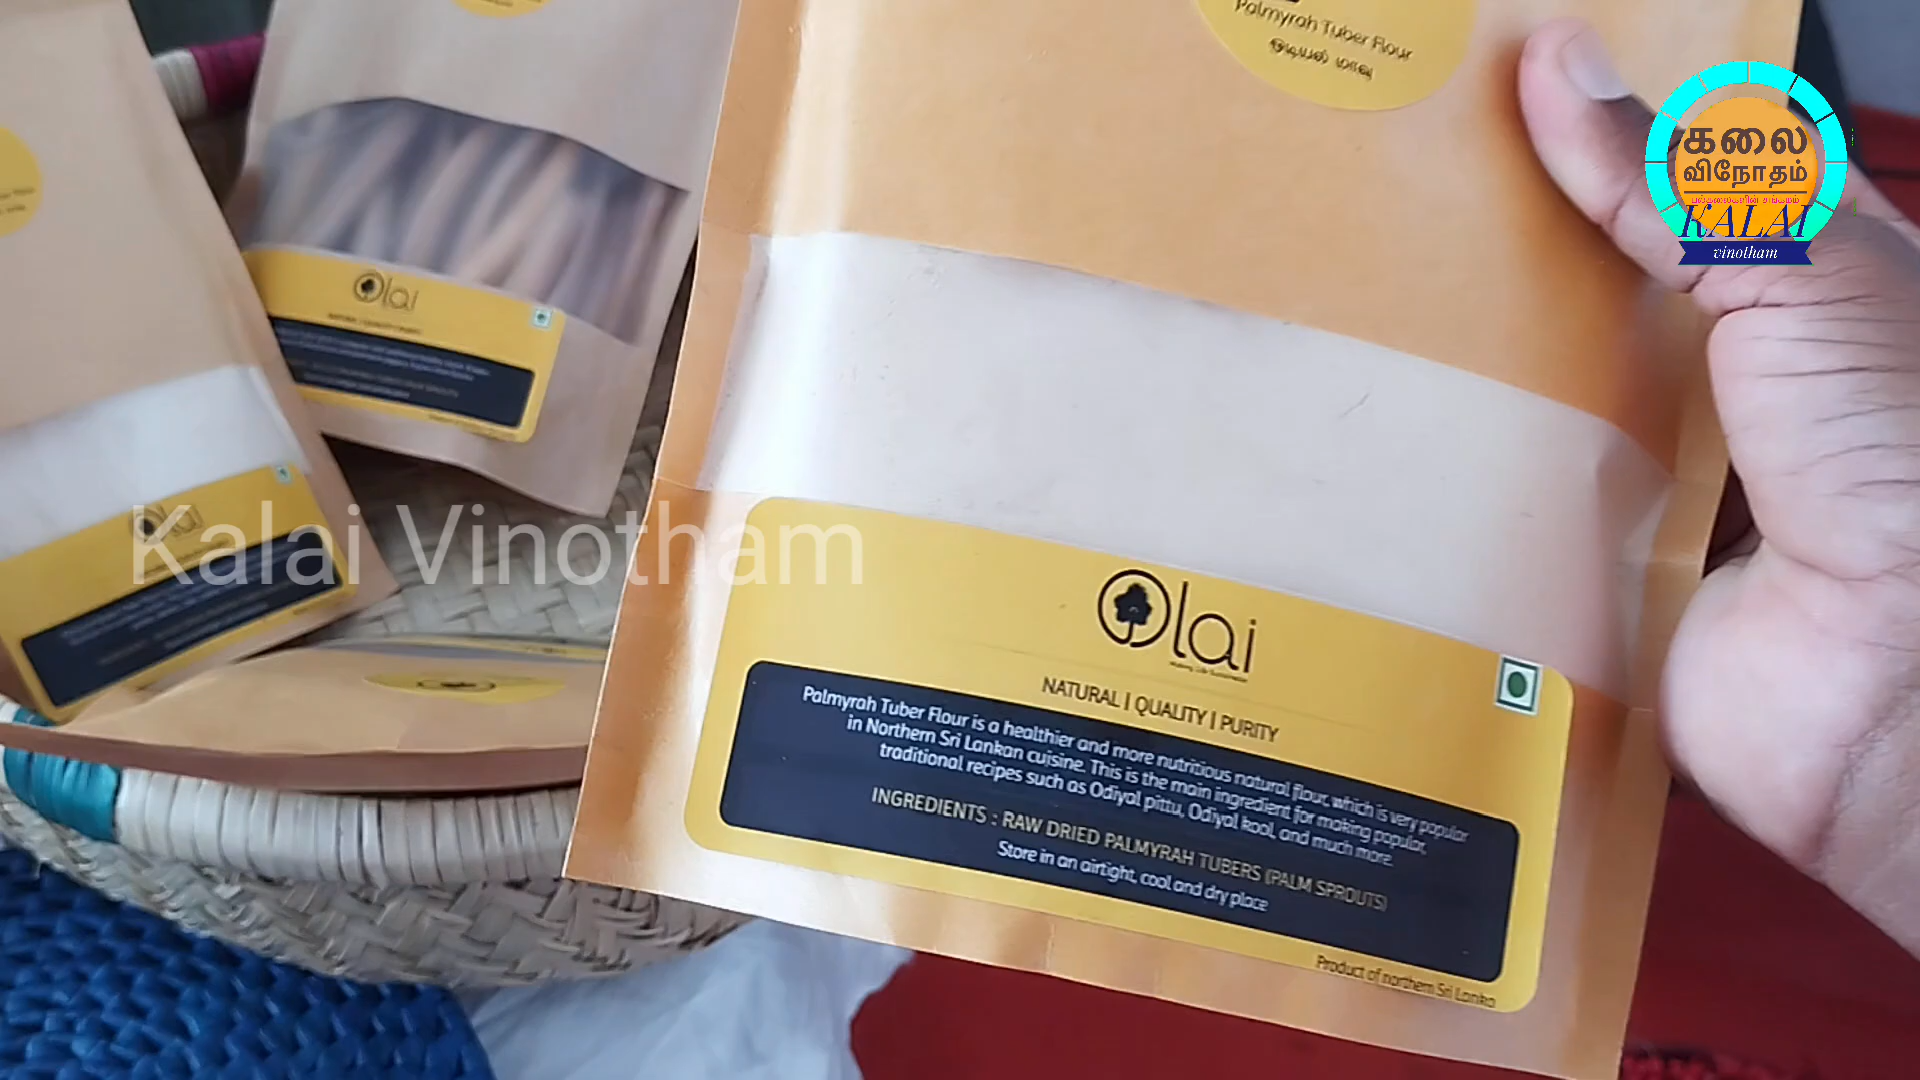 Palmyrah Tuber Flour
ஒடியல் மாவு
கலை
விநோதம்
KALAI
vinotham
Olai
Olai
Kalai Vinotham
Olai
NATURAL | QUALITY | PURITY
Palmyrah Tuber Flour is a healthier and more nutritious natural flour, which is very popular
in Northern Sri Lankan cuisine. This is the main ingredient for making popular,
traditional recipes such as Odiyal pittu, Odiyal kool, and much more.
INGREDIENTS : RAW DRIED PALMYRAH TUBERS (PALM SPROUTS)
Store in an airtight, cool and dry place
Product of northern Sri Lanka